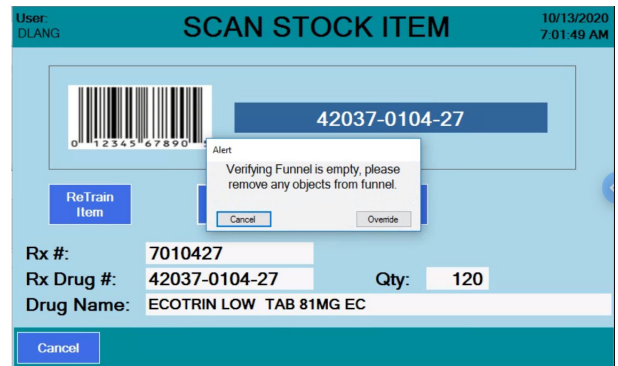 User:
DLANG
SCAN STOCK ITEM
10/13/2020
7:01:49 AM
0 12345 67890
42037-0104-27
Alert
Verifying Funnel is empty, please
remove any objects from funnel.
Cancel Override
ReTrain
Item
Rx #: 7010427
Rx Drug #: 42037-0104-27 Qty: 120
Drug Name: ECOTRIN LOW TAB 81MG EC
Cancel